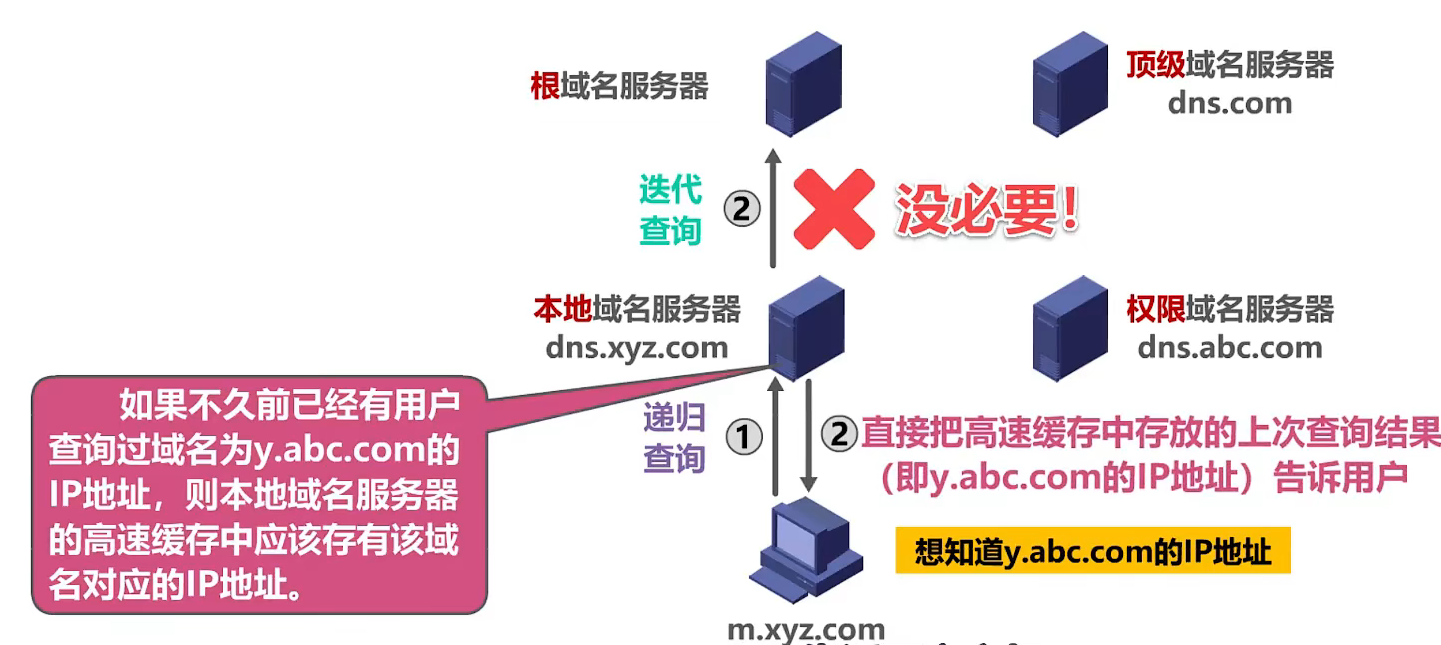 根域名服务器
顶级域名服务器
dns.com
迭代
查询
②
没必要！
本地域名服务器
dns.xyz.com
权限域名服务器
dns.abc.com
如果不久前已经有用户
查询过域名为y.abc.com的
IP地址，则本地域名服务器
的高速缓存中应该存有该域
名对应的IP地址。
递归
查询
①
②直接把高速缓存中存放的上次查询结果
（即y.abc.com的IP地址）告诉用户
想知道y.abc.com的IP地址
m.xyz.com